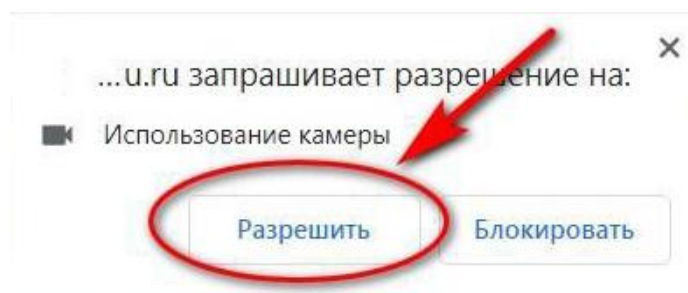 ...u.ru запрашивает разрешение на:
Использование камеры
Разрешить Блокировать